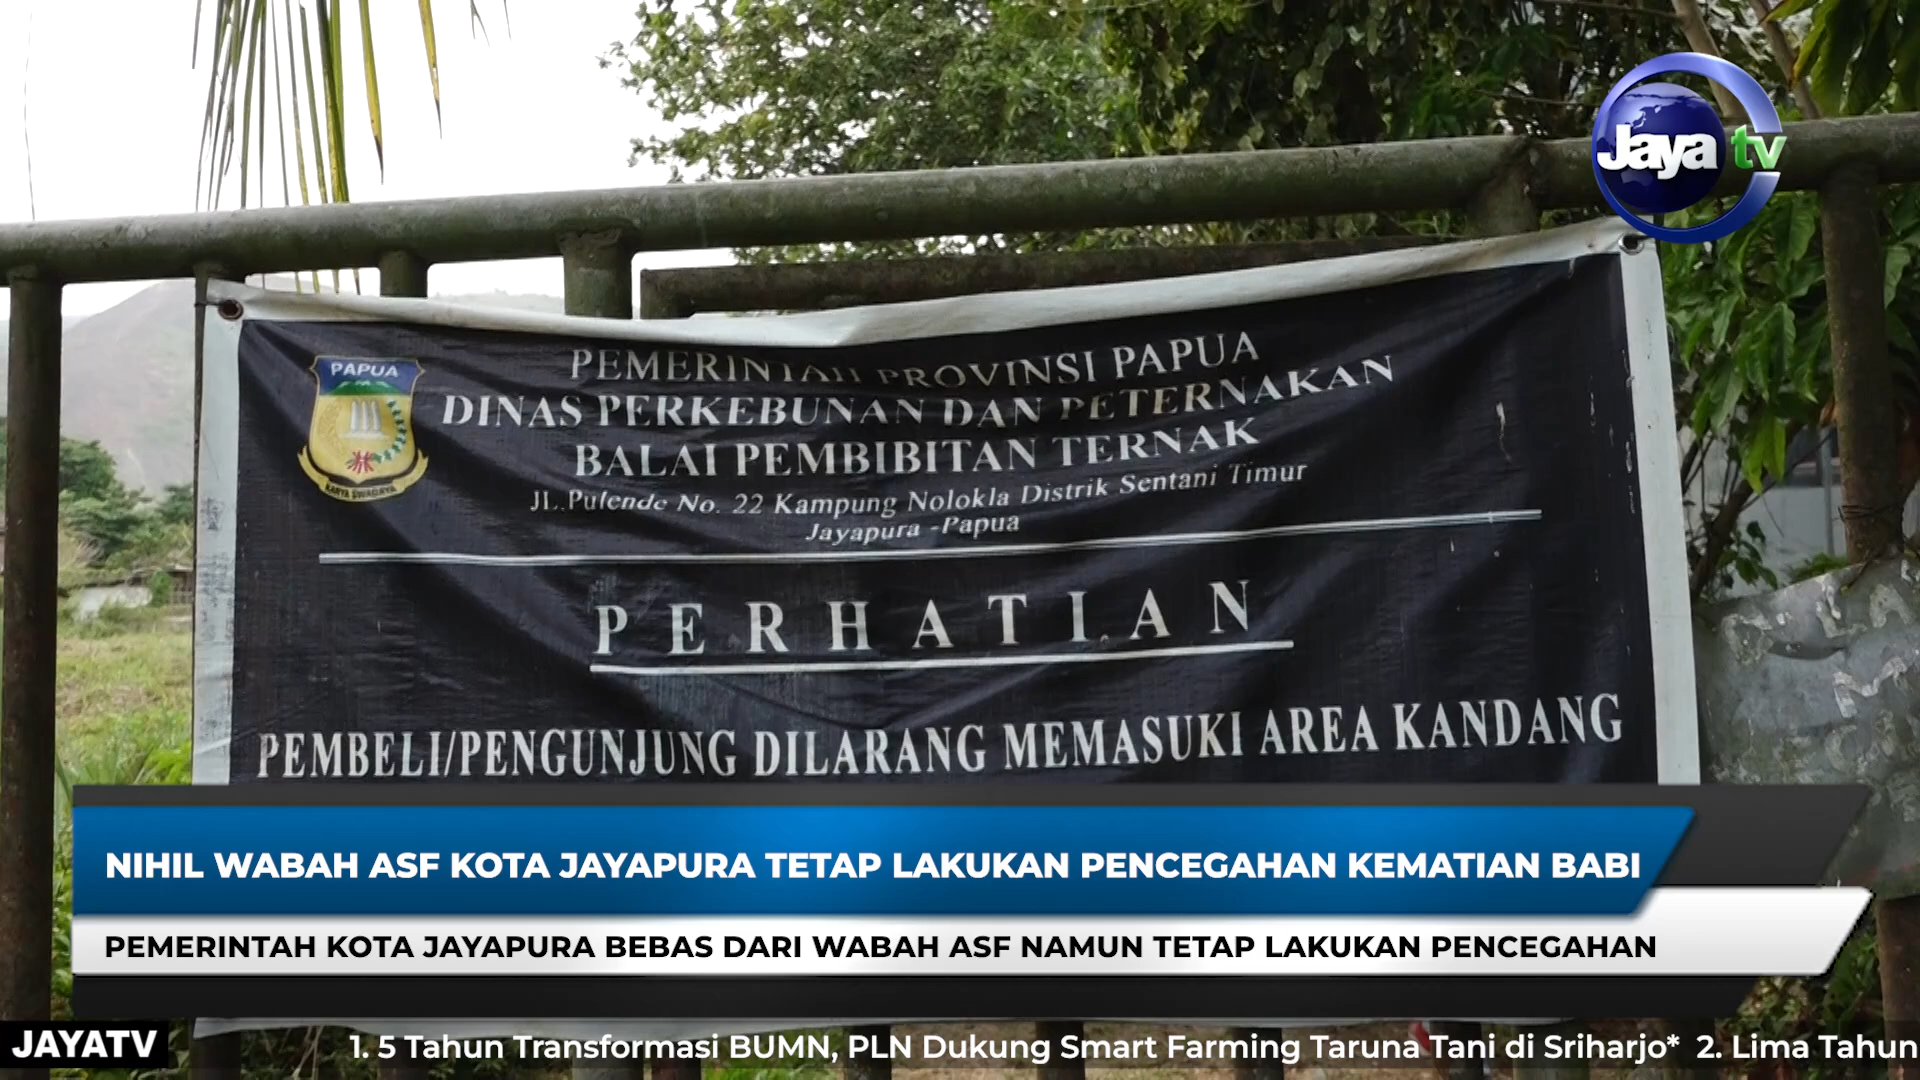 Jaya tv
PAPUA
KARYA SWADAYA
PEMERINTAH PROVINSI PAPUA
DINAS PERKEBUNAN DAN PETERNAKAN
BALAI PEMBIBITAN TERNAK
JL.Pulende No. 22 Kampung Nolokla Distrik Sentani Timur
Jayapura -Papua
PERHATIAN
PEMBELI/PENGUNJUNG DILARANG MEMASUKI AREA KANDANG
NIHIL WABAH ASF KOTA JAYAPURA TETAP LAKUKAN PENCEGAHAN KEMATIAN BABI
PEMERINTAH KOTA JAYAPURA BEBAS DARI WABAH ASF NAMUN TETAP LAKUKAN PENCEGAHAN
JAYATV
1. 5 Tahun Transformasi BUMN, PLN Dukung Smart Farming Taruna Tani di Sriharjo* 2. Lima Tahun